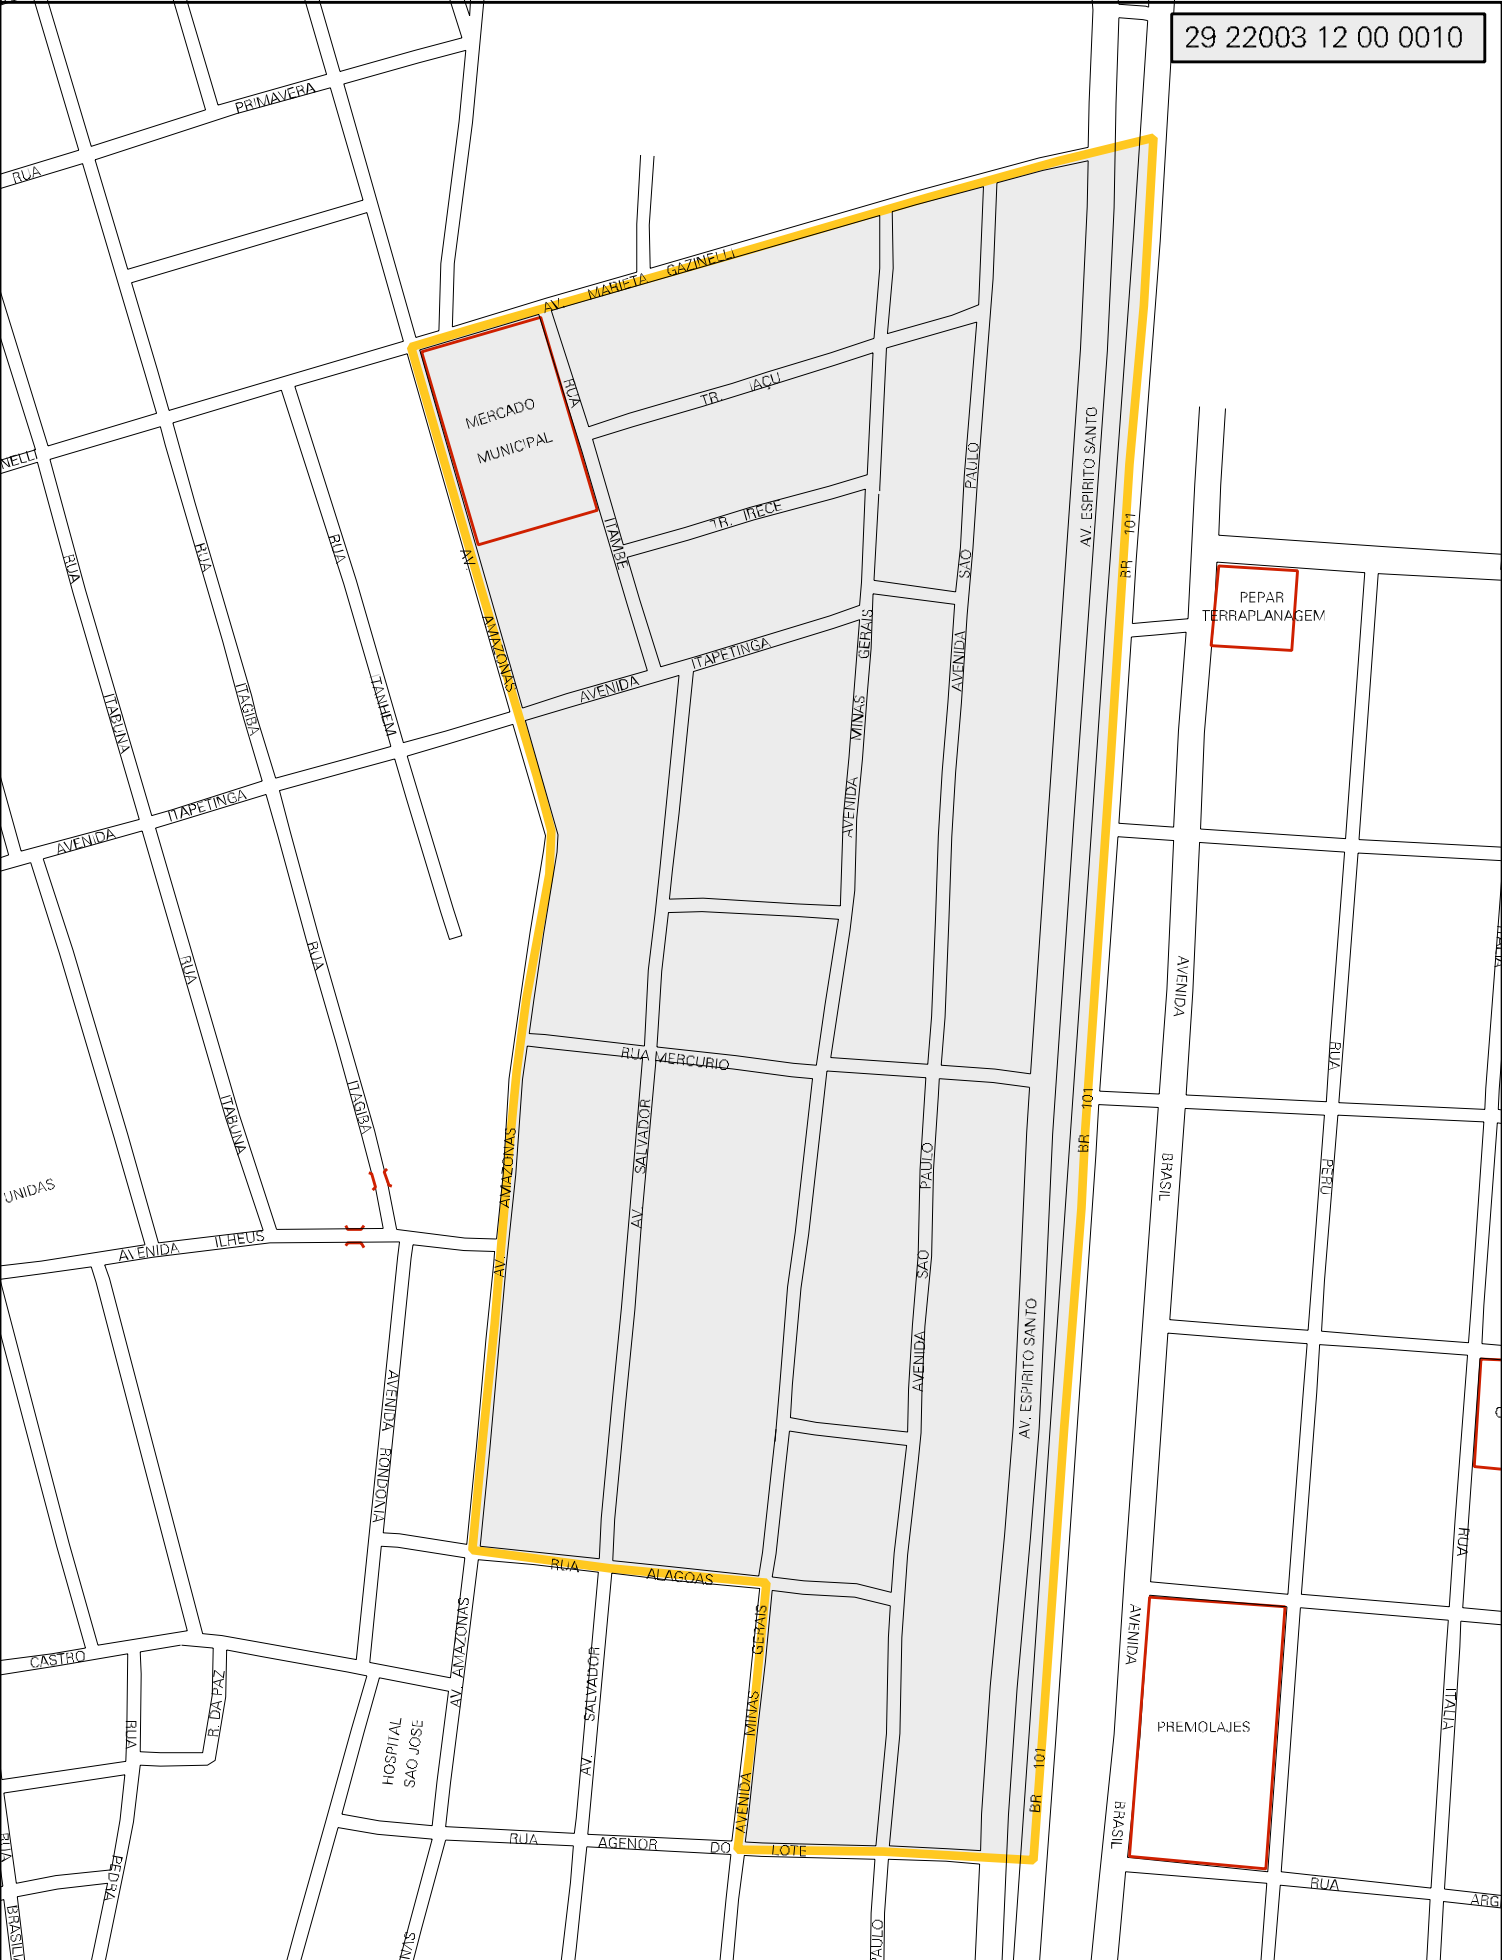 29 22003 12 00 0010
RUA
PRIMAVERA
AV. MARIETA GAZINELLI
NELLI
MERCADO
MUNICIPAL
RUA
ITAMBE
TR. IAÇU
TR. IRECE
AV. ESPIRITO SANTO
AVENIDA SAO PAULO
BR 101
AVENIDA MINAS GERAIS
AVENIDA ITAPETINGA
AV. AMAZONAS
RUA ITABUNA
RUA ITAGIBA
RUA ITANHEM
PEPAR
TERRAPLANAGEM
AVENIDA ITAPETINGA
RUA ITABUNA
RUA ITAGIBA
RUA MERCURIO
AV. SALVADOR
AV. AMAZONAS
AVENIDA SAO PAULO
BR 101
AVENIDA BRASIL
RUA PERU
UNIDAS
AVENIDA ILHEUS
AVENIDA RONDONIA
AV. ESPIRITO SANTO
RUA ALAGOAS
RUA ITALIA
CASTRO
R. DA PAZ
RUA
PEDRA
HOSPITAL
SAO JOSE
AV. AMAZONAS
AV. SALVADOR
AVENIDA MINAS GERAIS
BR 101
AVENIDA BRASIL
PREMOLAJES
RUA AGENOR DO LOTE
RUA ARG
RUA
BRASILI
PAULO